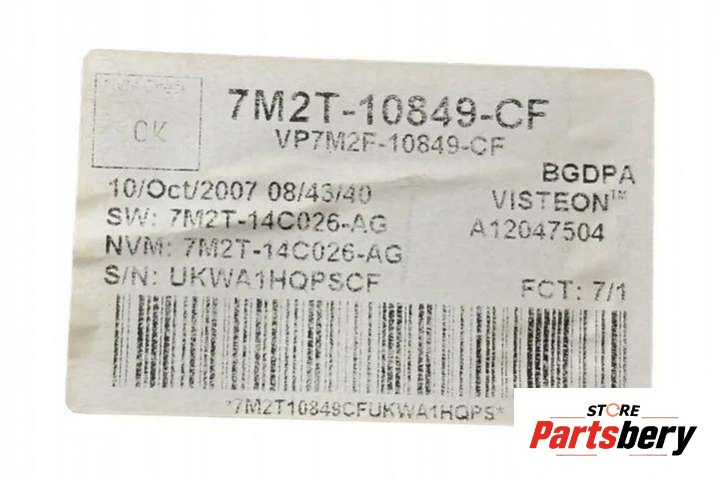 OK
7M2T-10849-CF
VP7M2F-10849-CF
BGDPA
10/Oct/2007 08/43/40
VISTEON™
SW: 7M2T-14C026-AG
A12047504
NVM: 7M2T-14C026-AG
S/N: UKWA1HQPSCF
FCT: 7/1
*7M2T10849CFUKWA1HQPS*
STORE
Partsbery